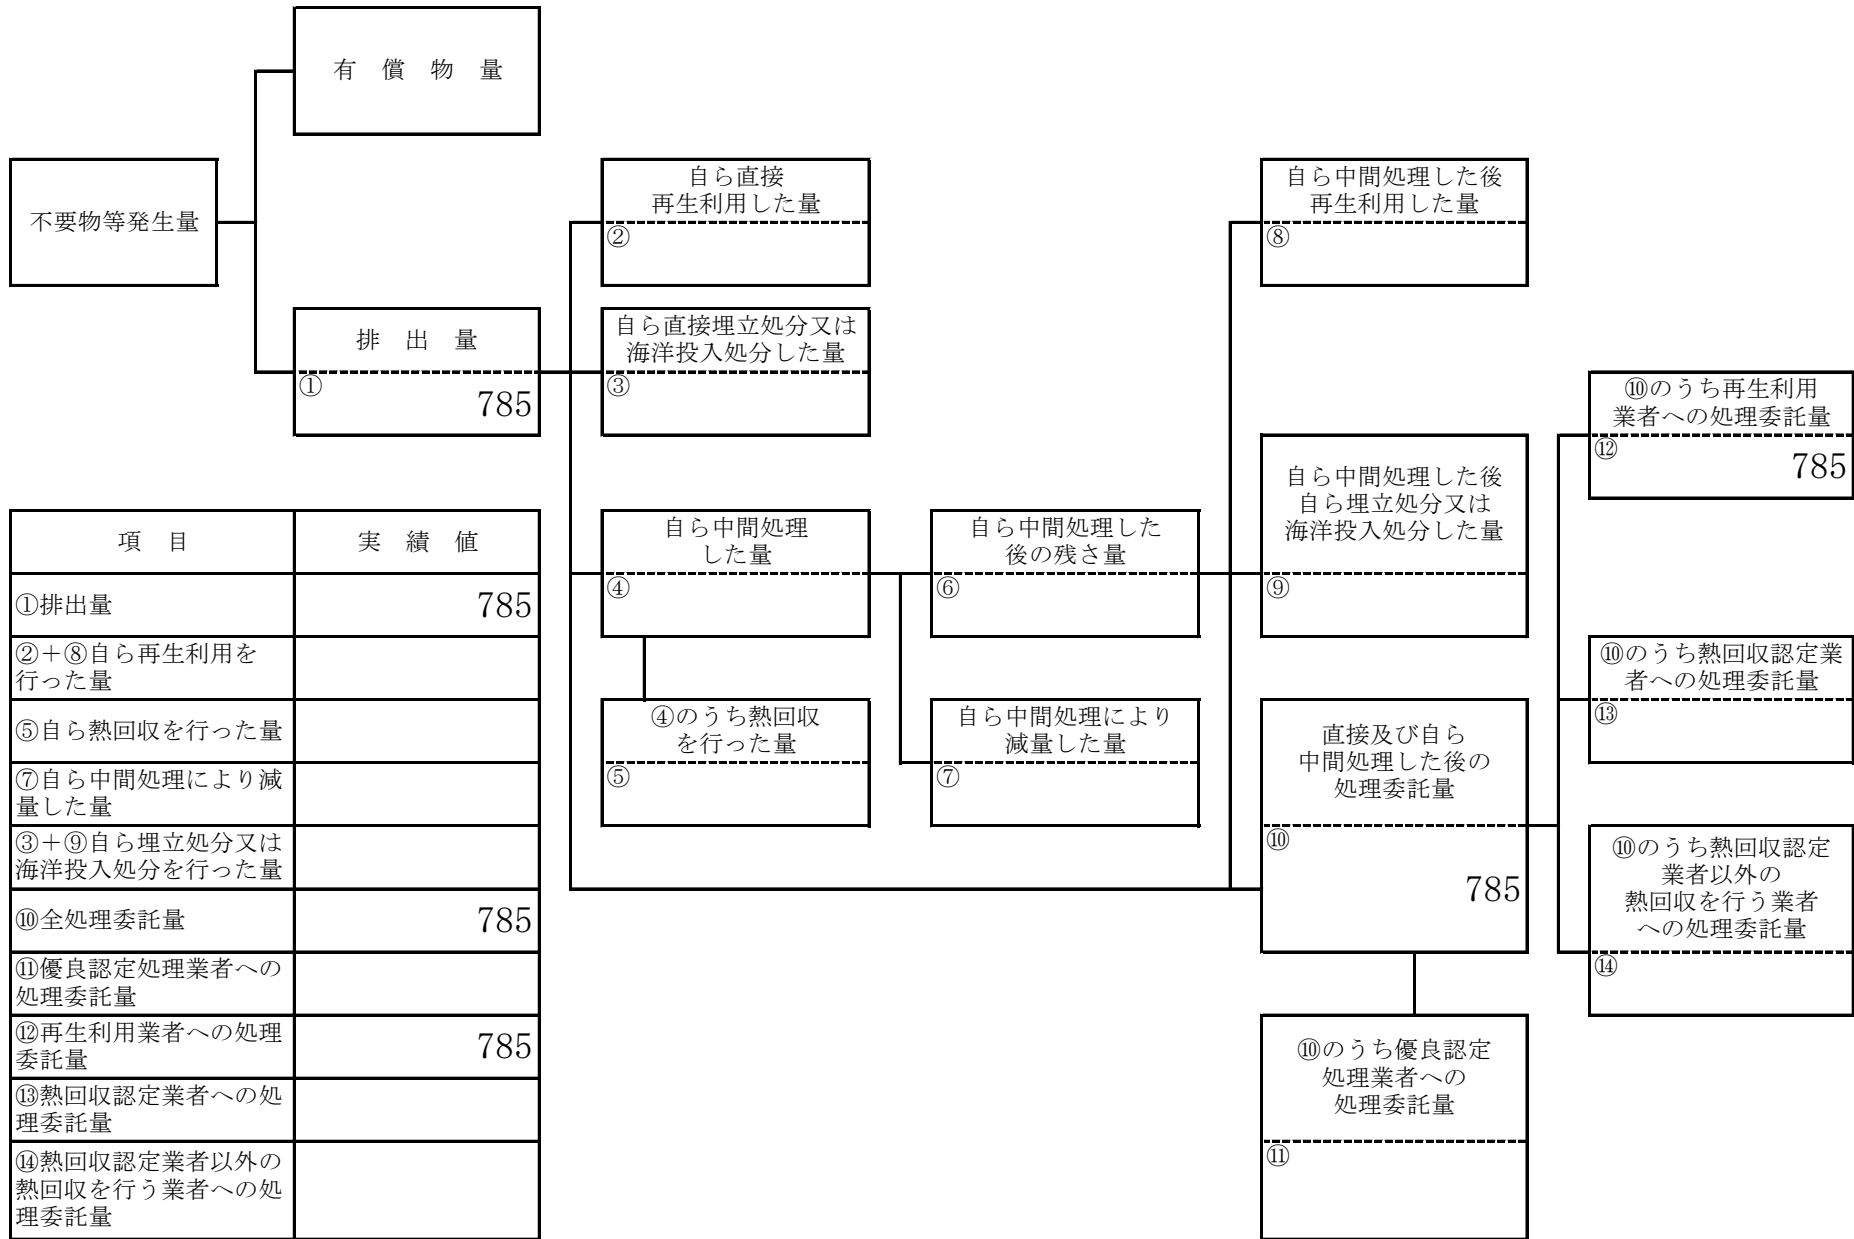 有 償 物 量
不要物等発生量
自ら直接
再生利用した量
②
自ら中間処理した後
再生利用した量
⑧
排 出 量
①
785
自ら直接埋立処分又は
海洋投入処分した量
③
⑩のうち再生利用
業者への処理委託量
⑫
785
自ら中間処理
した量
④
自ら中間処理した
後の残さ量
⑥
自ら中間処理した後
自ら埋立処分又は
海洋投入処分した量
⑨
⑩のうち熱回収認定業
者への処理委託量
⑬
④のうち熱回収
を行った量
⑤
自ら中間処理により
減量した量
⑦
直接及び自ら
中間処理した後の
処理委託量
⑩
785
⑩のうち熱回収認定
業者以外の
熱回収を行う業者
への処理委託量
⑭
⑩のうち優良認定
処理業者への
処理委託量
⑪
項 目 実 績 値
①排出量 785
②+⑧自ら再生利用を
行った量
⑤自ら熱回収を行った量
⑦自ら中間処理により減
量した量
③+⑨自ら埋立処分又は
海洋投入処分を行った量
⑩全処理委託量 785
⑪優良認定処理業者への
処理委託量
⑫再生利用業者への処理
委託量 785
⑬熱回収認定業者への処
理委託量
⑭熱回収認定業者以外の
熱回収を行う業者への処
理委託量